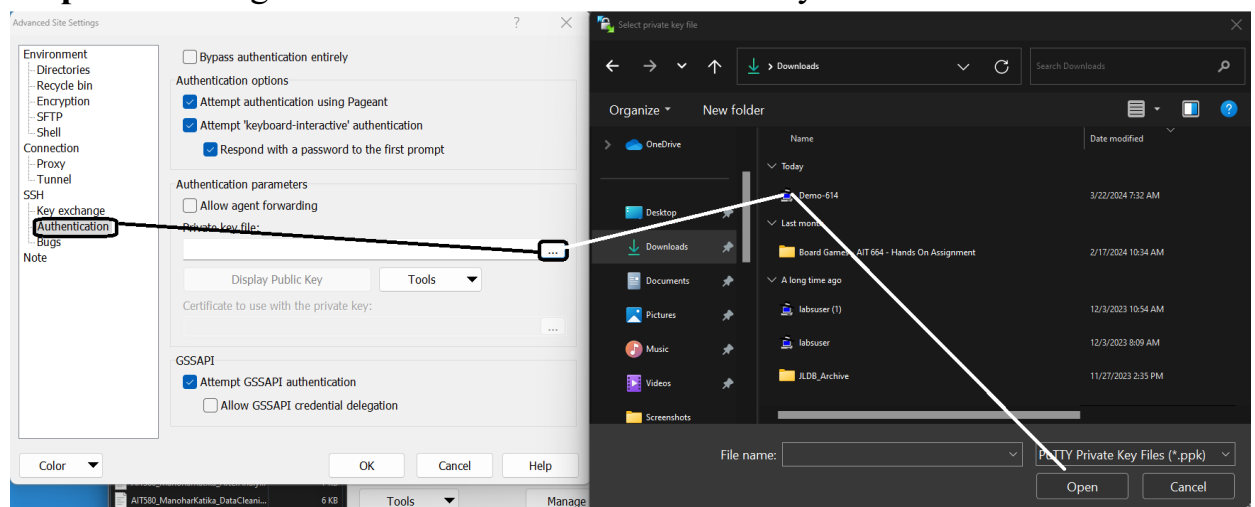 Advanced Site Settings
?
Environment
Directories
Recycle bin
Encryption
SFTP
Shell
Connection
Proxy
Tunnel
SSH
Key exchange
Authentication
Bugs
Note
Bypass authentication entirely
Authentication options
Attempt authentication using Pageant
Attempt 'keyboard-interactive' authentication
Respond with a password to the first prompt
Authentication parameters
Allow agent forwarding
Private key file:
...
Display Public Key
Tools
Certificate to use with the private key:
...
GSSAPI
Attempt GSSAPI authentication
Allow GSSAPI credential delegation
Color
OK
Cancel
Help
AIT580_ManoharKatika_DataCleani...
6 KB
Tools
Manage
Select private key file
Downloads
Search Downloads
Organize
New folder
?
OneDrive
Desktop
Downloads
Documents
Pictures
Music
Videos
Screenshots
Name
Date modified
Today
Demo-614
3/22/2024 7:32 AM
Last month
Board Games - AIT 664 - Hands On Assignment
2/17/2024 10:34 AM
A long time ago
labsuser (1)
12/3/2023 10:54 AM
labsuser
12/3/2023 8:09 AM
JLDB_Archive
11/27/2023 2:35 PM
File name:
PuTTY Private Key Files (*.ppk)
Open
Cancel